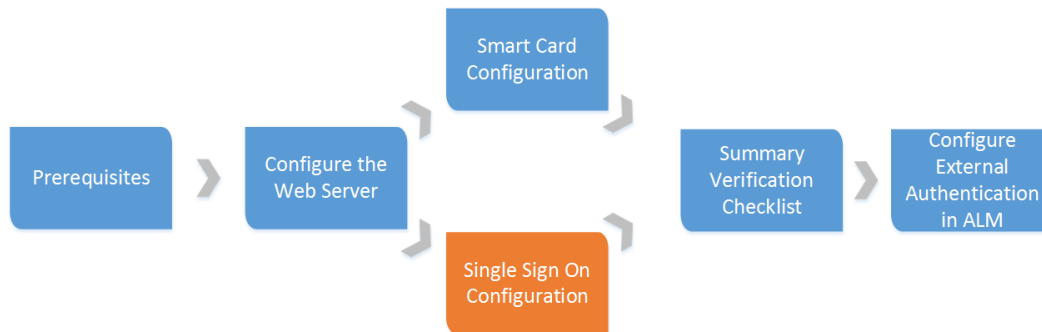 Prerequisites
Configure the
Web Server
Smart Card
Configuration
Single Sign On
Configuration
Summary
Verification
Checklist
Configure
External
Authentication
in ALM